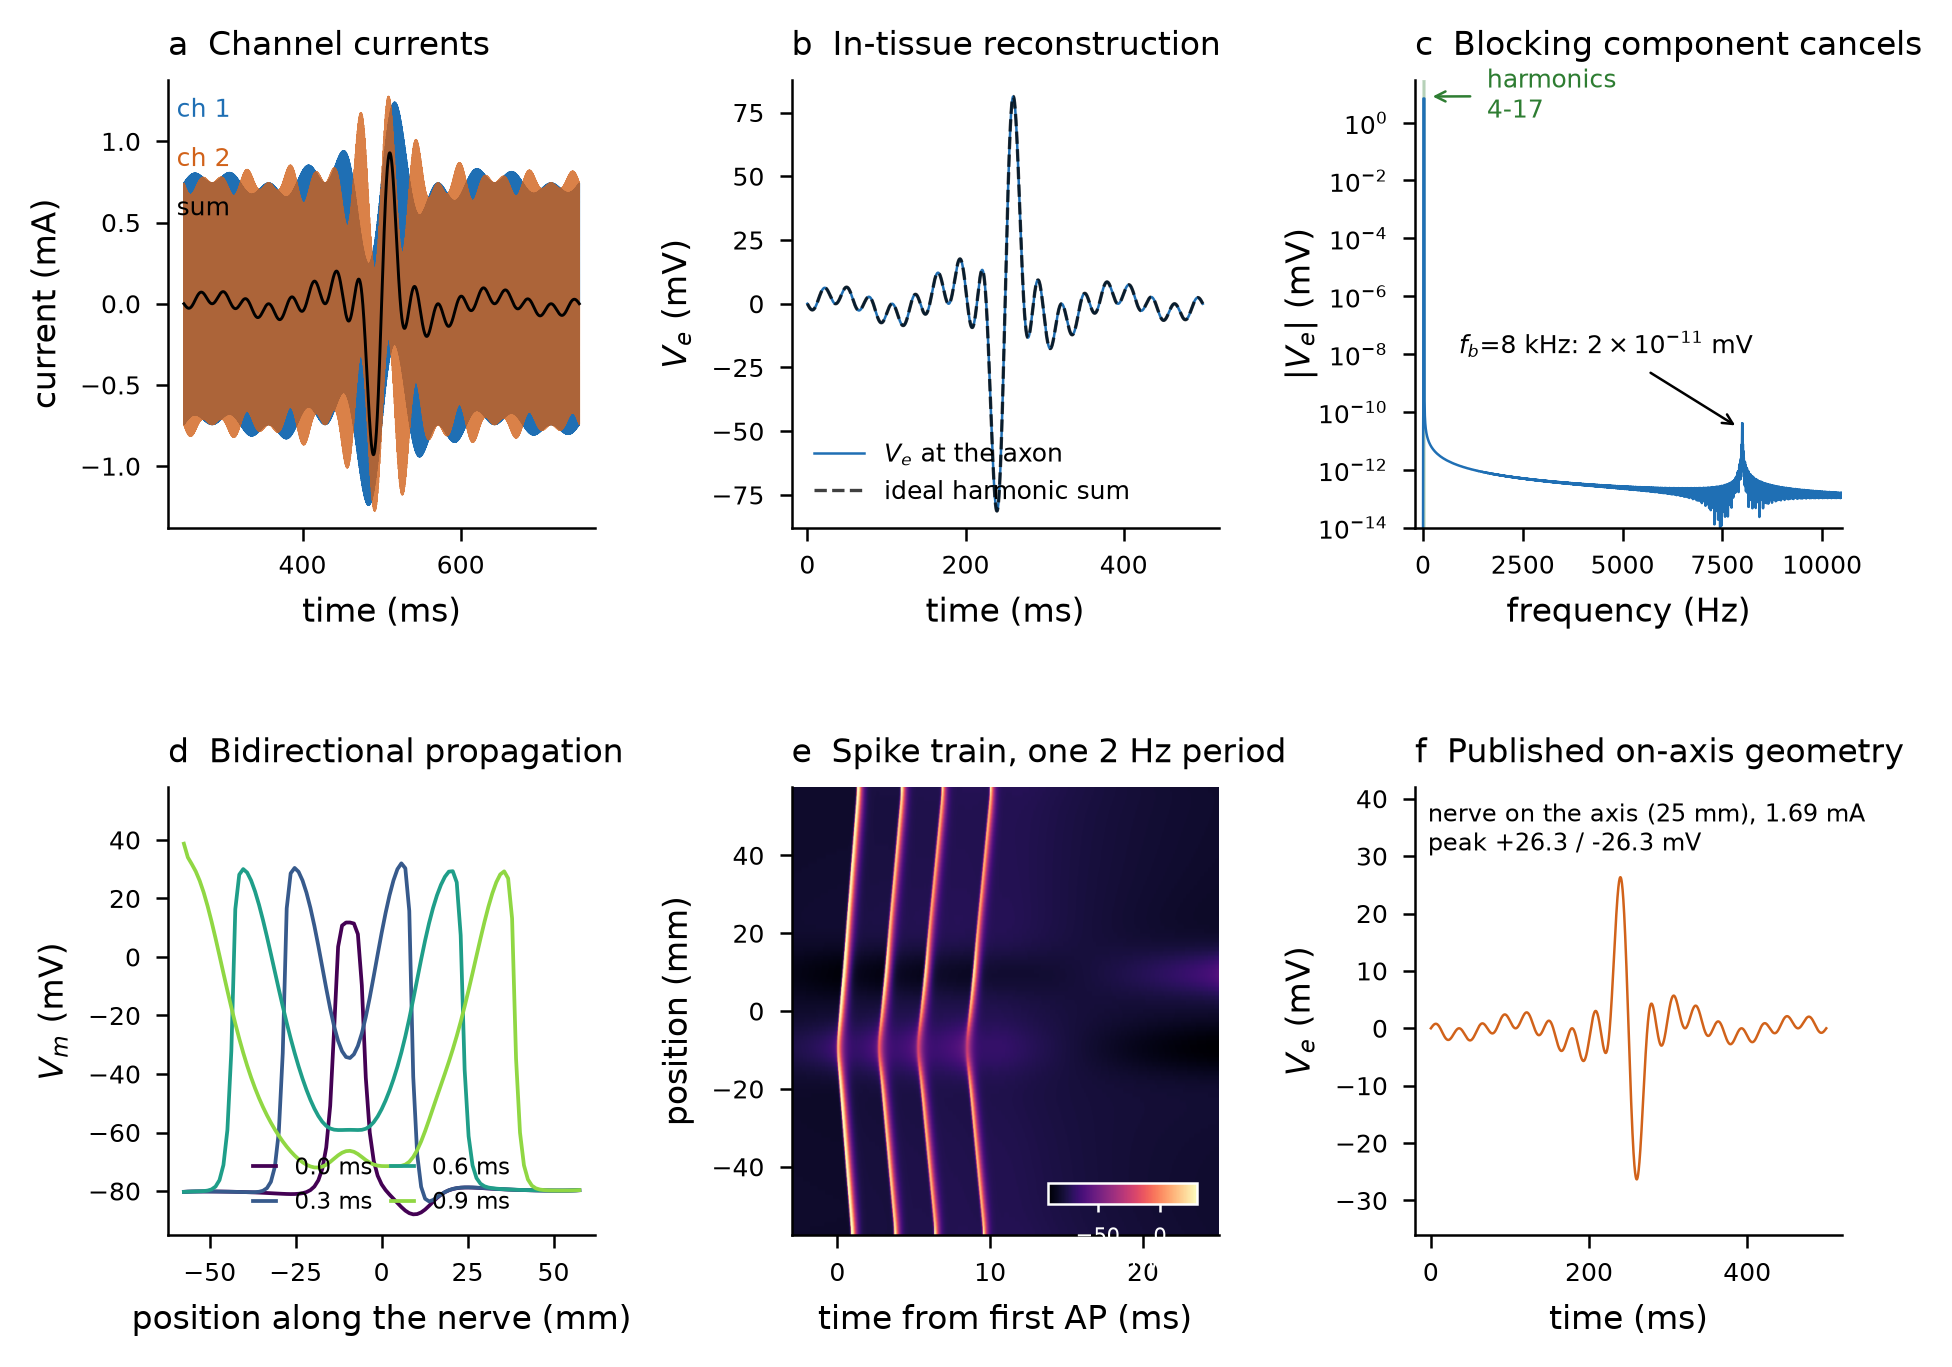 a Channel currents
ch 1
ch 2
sum
1.0
0.5
0.0
−0.5
−1.0
current (mA)
400
600
time (ms)
b In-tissue reconstruction
75
50
25
0
−25
−50
−75
V_e (mV)
V_e at the axon
ideal harmonic sum
0
200
400
time (ms)
c Blocking component cancels
harmonics
4-17
10⁰
10⁻²
10⁻⁴
10⁻⁶
10⁻⁸
10⁻¹⁰
10⁻¹²
10⁻¹⁴
|V_e| (mV)
f_b=8 kHz: 2 × 10⁻¹¹ mV
0
2500
5000
7500
10000
frequency (Hz)
d Bidirectional propagation
40
20
0
−20
−40
−60
−80
V_m (mV)
0.0 ms
0.3 ms
0.6 ms
0.9 ms
−50
−25
0
25
50
position along the nerve (mm)
e Spike train, one 2 Hz period
40
20
0
−20
−40
position (mm)
−50
0
0
10
20
time from first AP (ms)
f Published on-axis geometry
nerve on the axis (25 mm), 1.69 mA
peak +26.3 / -26.3 mV
40
30
20
10
0
−10
−20
−30
V_e (mV)
0
200
400
time (ms)